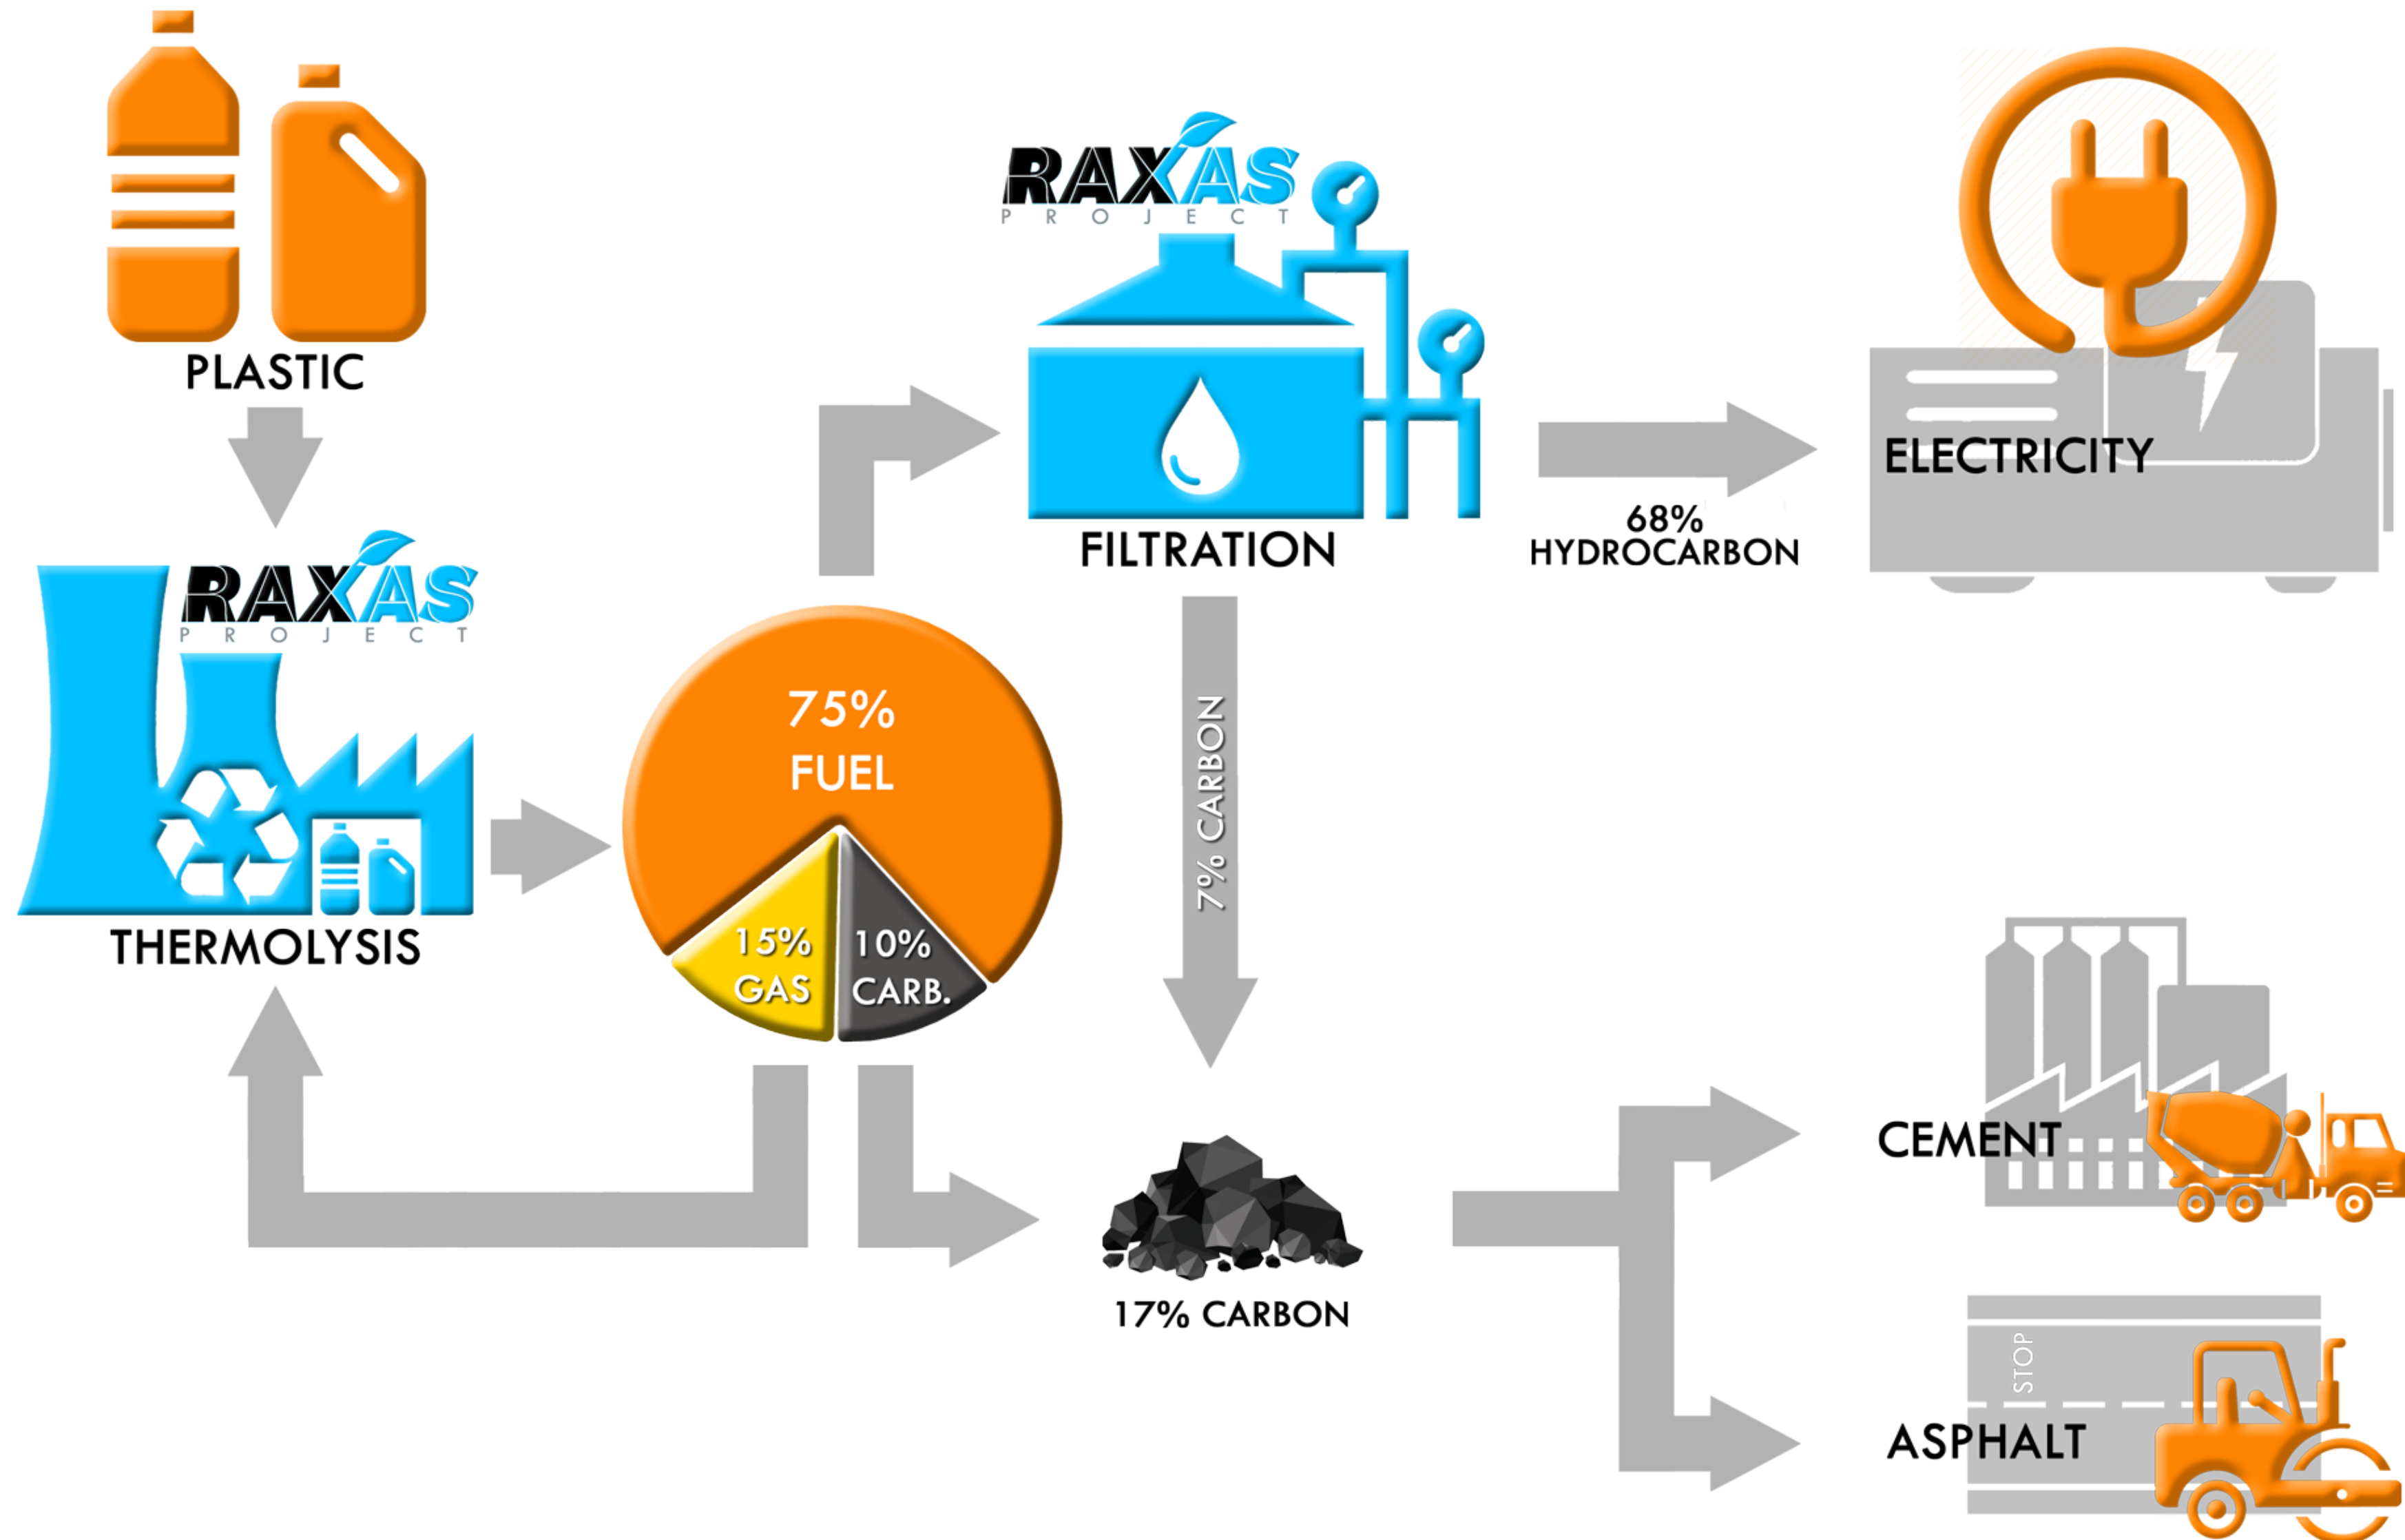 PLASTIC
RAXAS
PROJECT
THERMOLYSIS
75%
FUEL
15%
GAS
10%
CARB.
RAXAS
PROJECT
FILTRATION
68%
HYDROCARBON
ELECTRICITY
7% CARBON
17% CARBON
CEMENT
STOP
ASPHALT